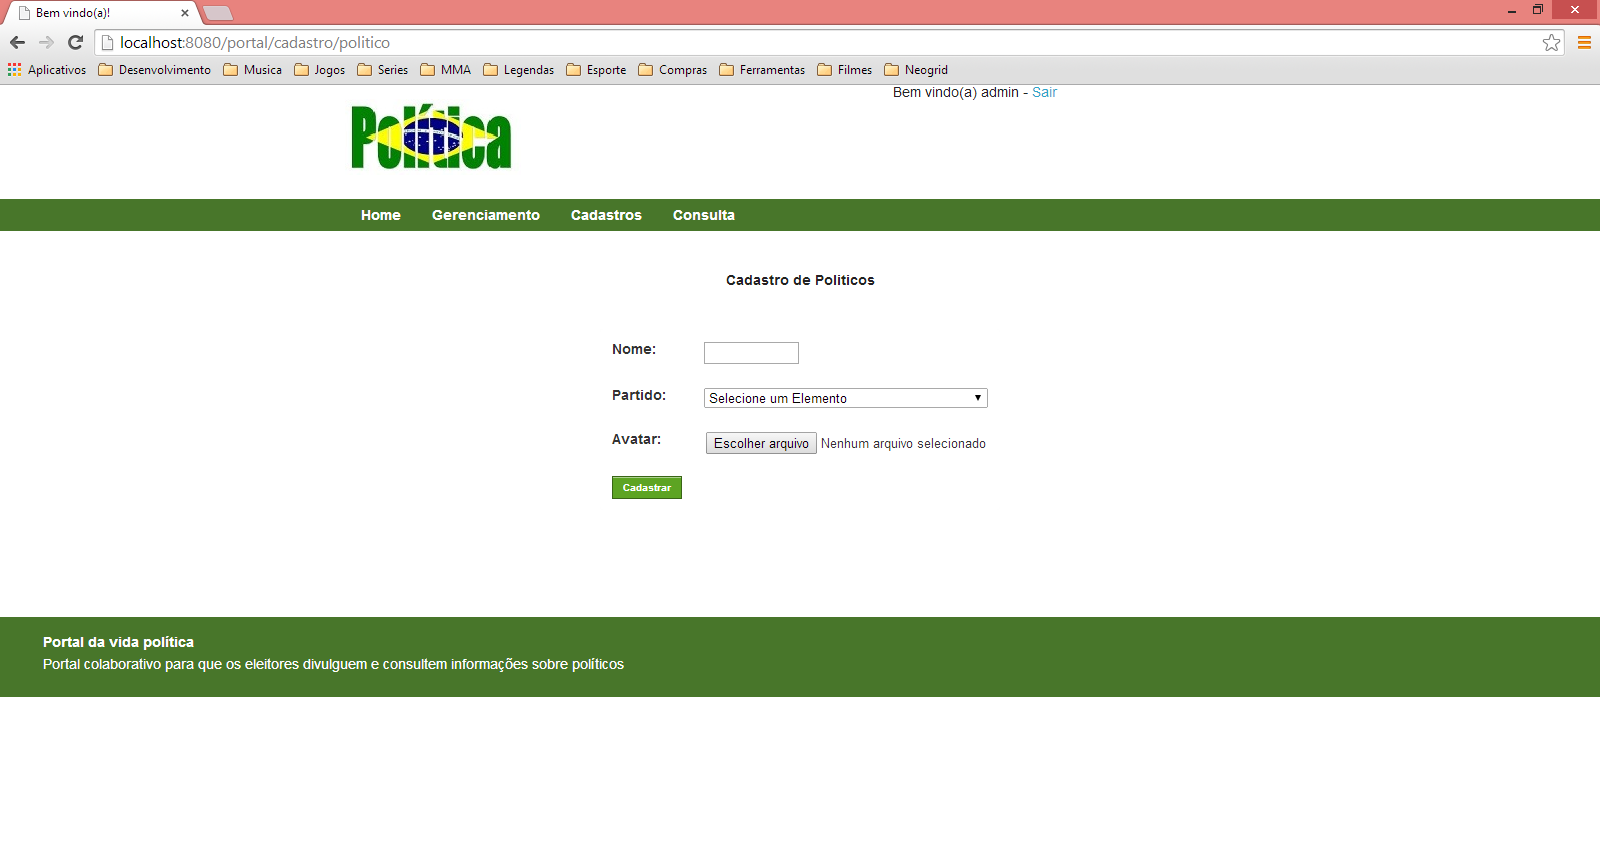 Bem vindo(a)!
localhost:8080/portal/cadastro/politico
Aplicativos Desenvolvimento Musica Jogos Series MMA Legendas Esporte Compras Ferramentas Filmes Neogrid
Bem vindo(a) admin - Sair
Política
Home Gerenciamento Cadastros Consulta
Cadastro de Politicos
Nome:
Partido: Selecione um Elemento
Avatar: Escolher arquivo Nenhum arquivo selecionado
Cadastrar
Portal da vida política
Portal colaborativo para que os eleitores divulguem e consultem informações sobre políticos